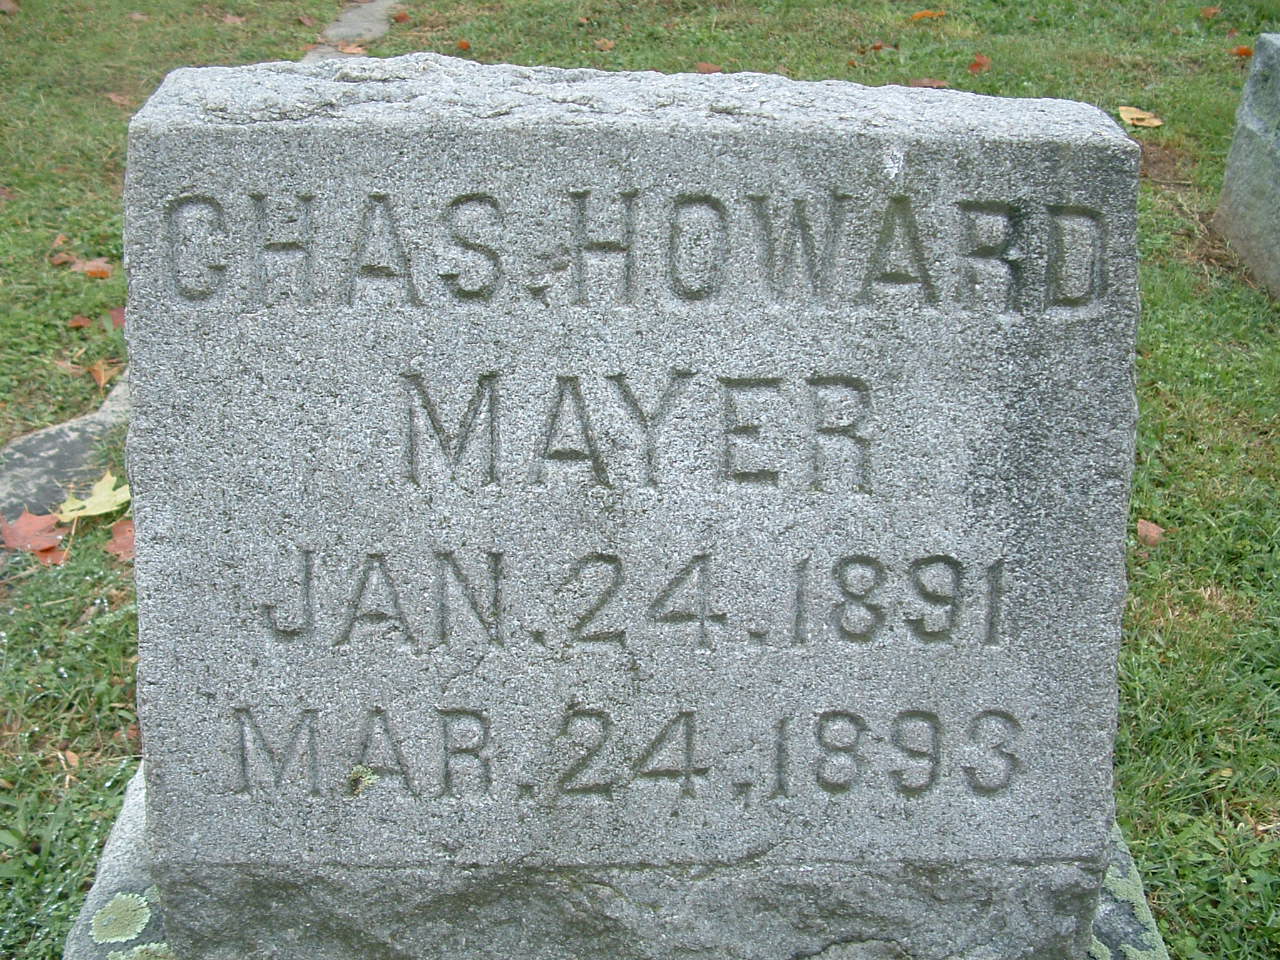 CHAS. HOWARD
MAYER
JAN. 24. 1891
MAR. 24. 1893